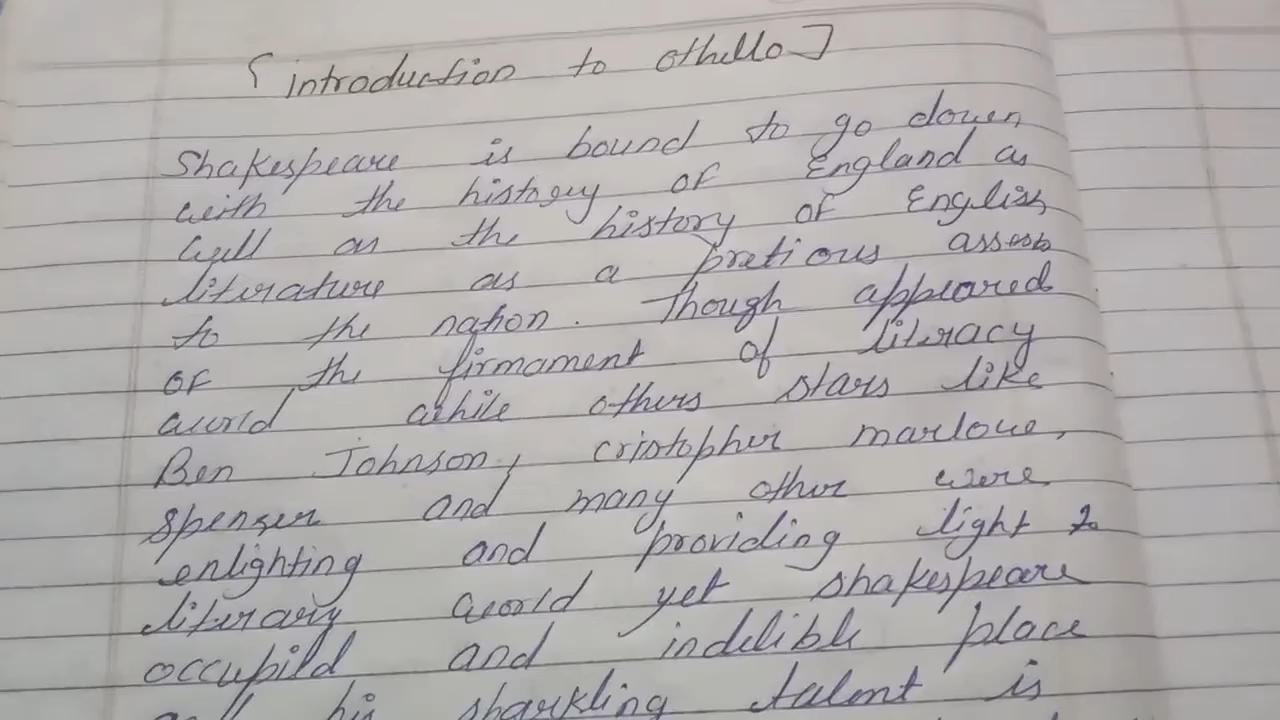 [introduction to othello]
Shakespeare is bound to go down
with the history of England as
well as the history of English
literature as a pretious assests
to the nation. Though appeared
of the firmament of literacy
world while others stars like
Ben Johnson, cristopher marlowe,
spenser and many other were
enlighting and providing light to
literary world yet shakespeare
occupild and indelible place
his sparkling talent is